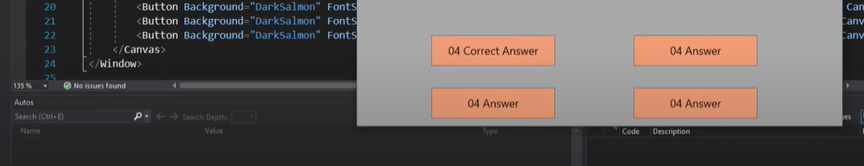 20 <Button Background="DarkSalmon" FontS
21 <Button Background="DarkSalmon" FontS
22 <Button Background="DarkSalmon" FontS
23 </Canvas>
24 </Window>
25
135 % No issues found
Autos
Search (Ctrl+E) Search Depth:
Name Value Type
04 Correct Answer 04 Answer
04 Answer 04 Answer
Code Description